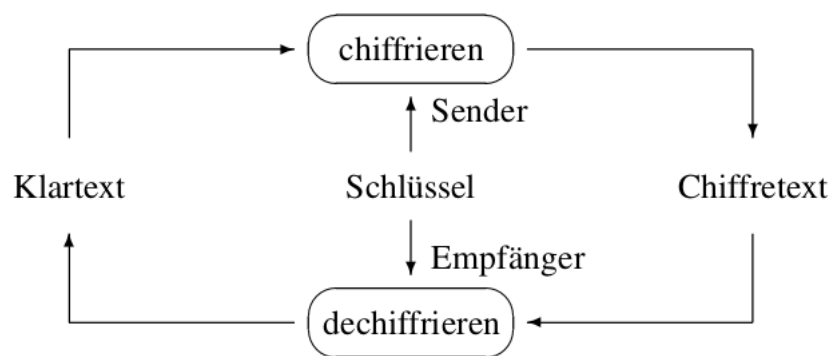 chiffrieren
Sender
Klartext
Schlüssel
Chiffretext
Empfänger
dechiffrieren